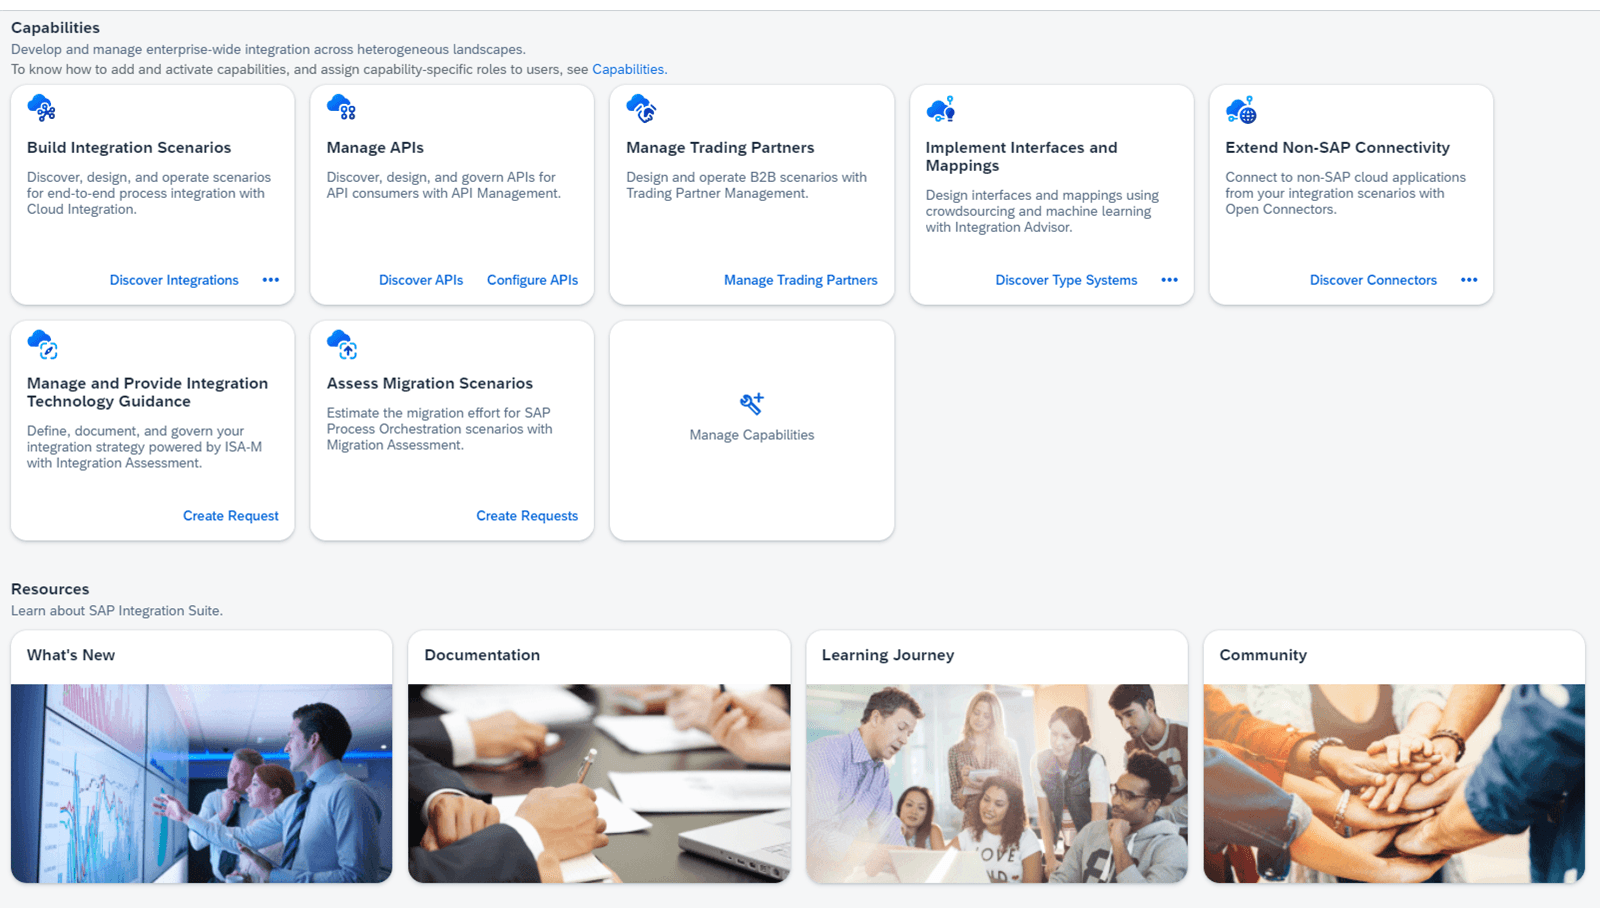 Capabilities
Develop and manage enterprise-wide integration across heterogeneous landscapes.
To know how to add and activate capabilities, and assign capability-specific roles to users, see Capabilities.
Build Integration Scenarios
Discover, design, and operate scenarios
for end-to-end process integration with
Cloud Integration.
Discover Integrations
Manage APIs
Discover, design, and govern APIs for
API consumers with API Management.
Discover APIs Configure APIs
Manage Trading Partners
Design and operate B2B scenarios with
Trading Partner Management.
Manage Trading Partners
Implement Interfaces and
Mappings
Design interfaces and mappings using
crowdsourcing and machine learning
with Integration Advisor.
Discover Type Systems
Extend Non-SAP Connectivity
Connect to non-SAP cloud applications
from your integration scenarios with
Open Connectors.
Discover Connectors
Manage and Provide Integration
Technology Guidance
Define, document, and govern your
integration strategy powered by ISA-M
with Integration Assessment.
Create Request
Assess Migration Scenarios
Estimate the migration effort for SAP
Process Orchestration scenarios with
Migration Assessment.
Create Requests
Manage Capabilities
Resources
Learn about SAP Integration Suite.
What's New
Documentation
Learning Journey
Community